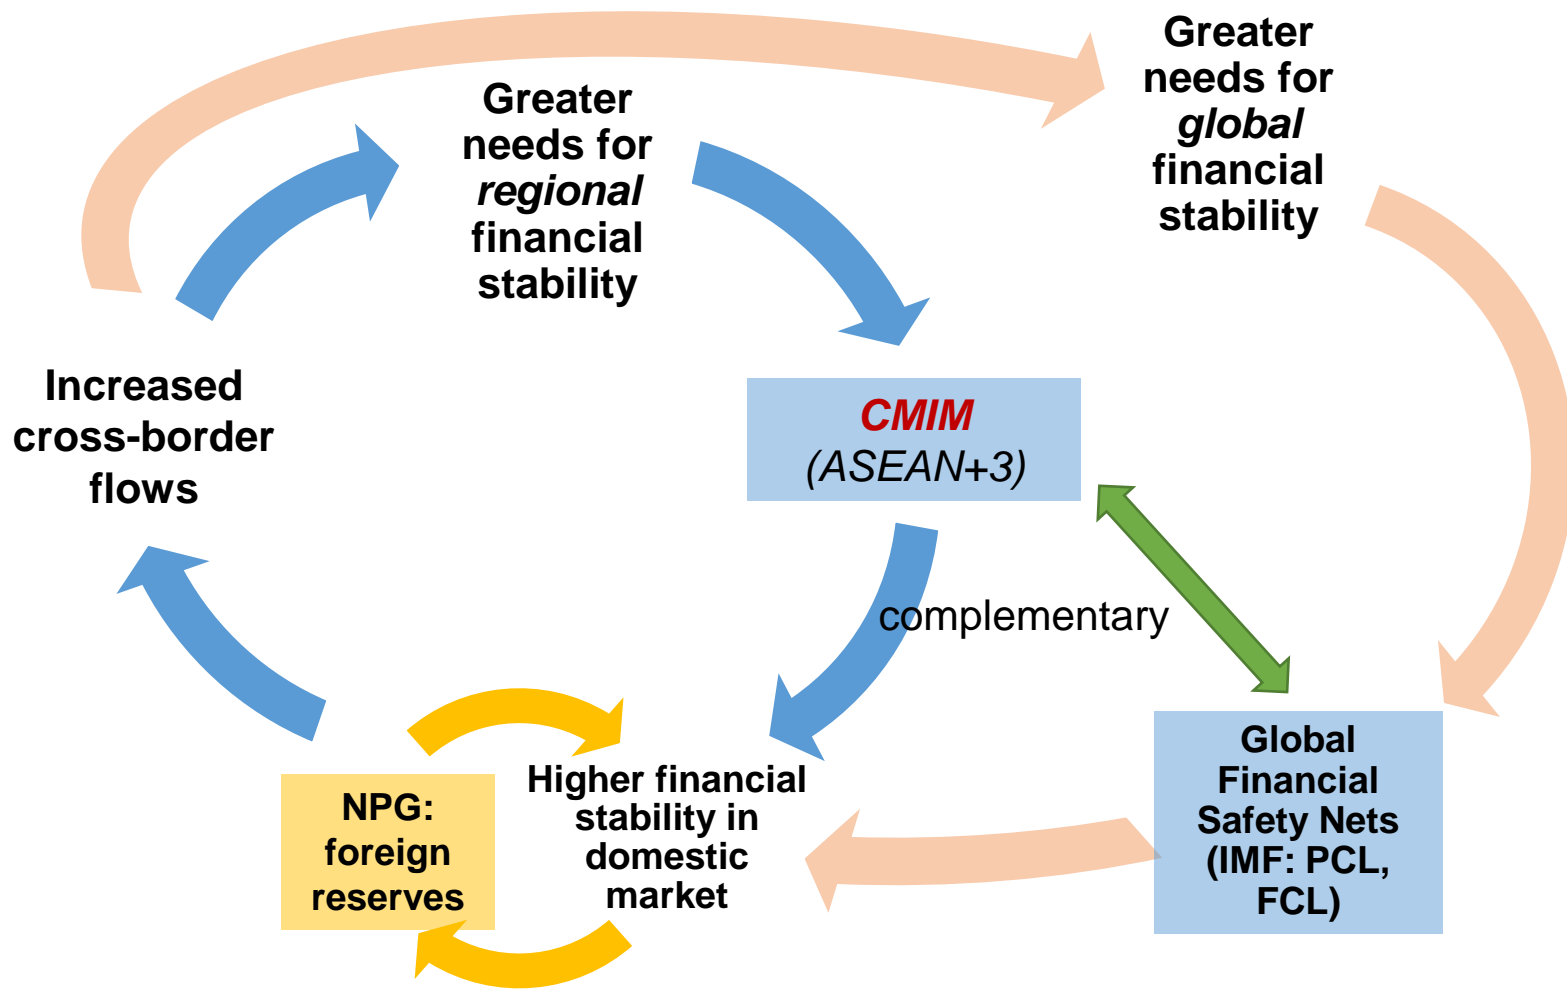 Greater
needs for
regional
financial
stability
Greater
needs for
global
financial
stability
Increased
cross-border
flows
CMIM
(ASEAN+3)
complementary
NPG:
foreign
reserves
Higher financial
stability in
domestic
market
Global
Financial
Safety Nets
(IMF: PCL,
FCL)